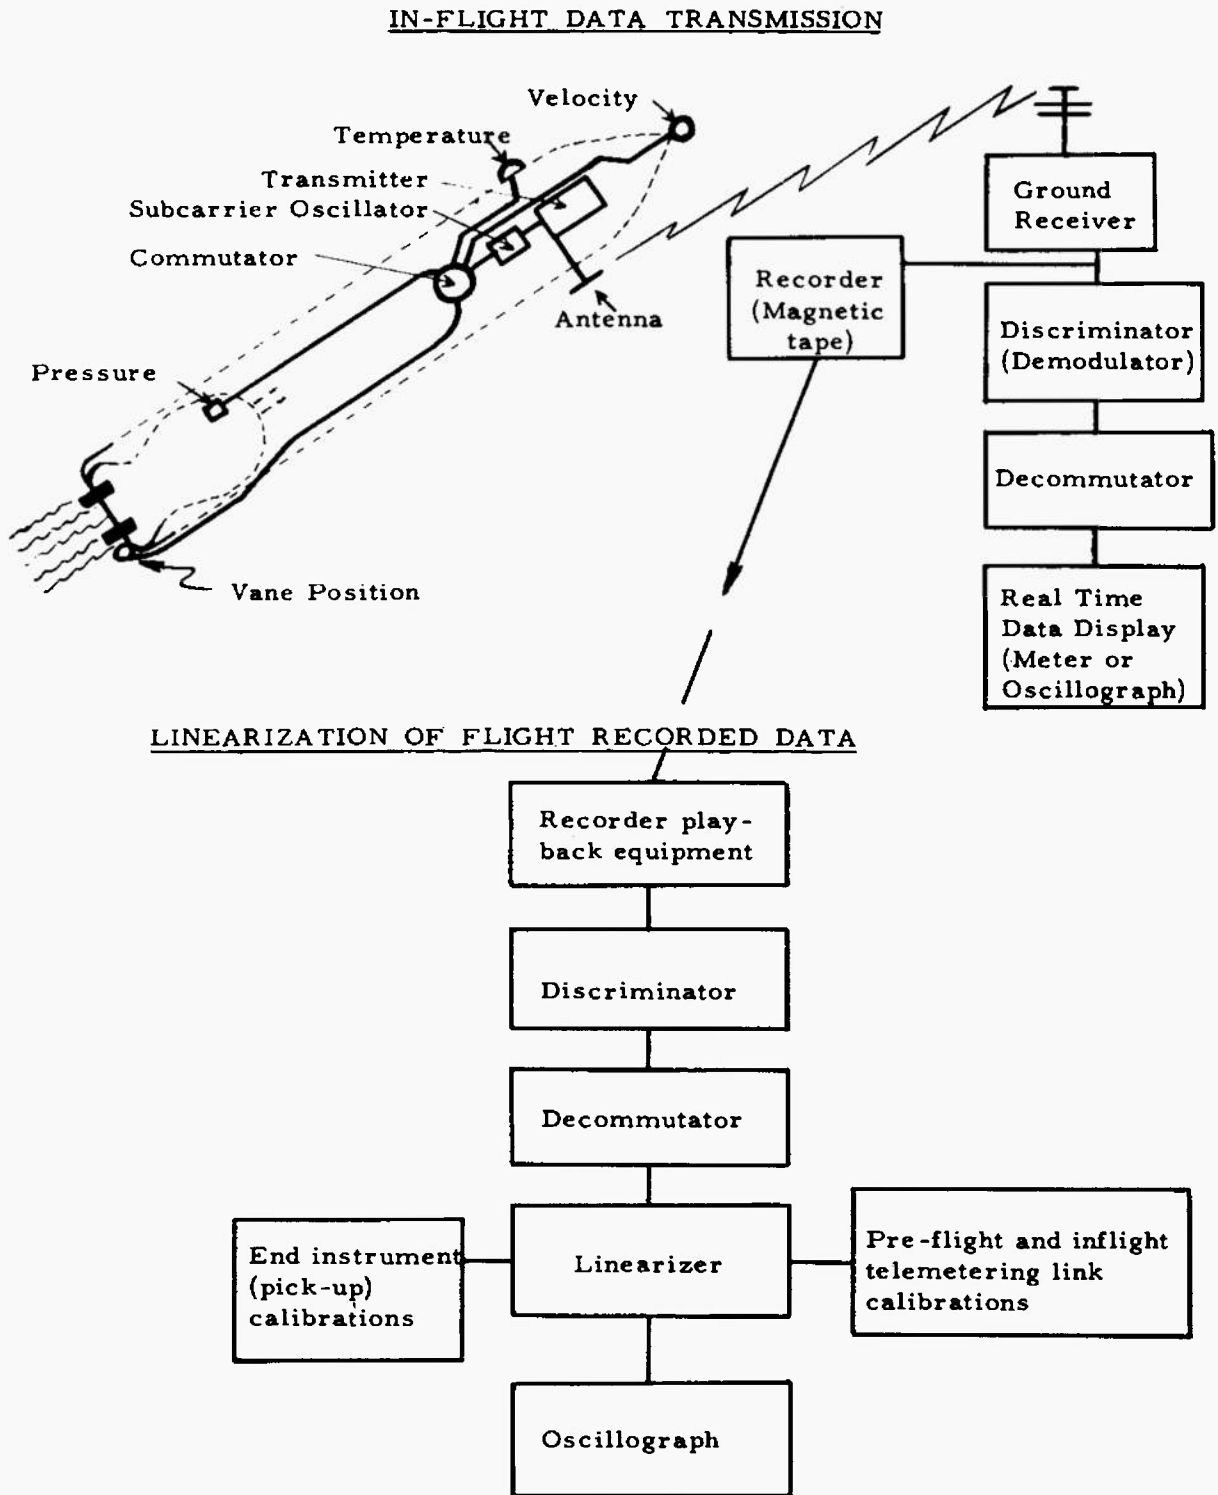 IN-FLIGHT DATA TRANSMISSION
Velocity
Temperature
Transmitter
Subcarrier Oscillator
Commutator
Antenna
Pressure
Vane Position
Ground
Receiver
Recorder
(Magnetic
tape)
Discriminator
(Demodulator)
Decommutator
Real Time
Data Display
(Meter or
Oscillograph)
LINEARIZATION OF FLIGHT RECORDED DATA
Recorder play-
back equipment
Discriminator
Decommutator
End instrument
(pick-up)
calibrations
Linearizer
Pre-flight and inflight
telemetering link
calibrations
Oscillograph